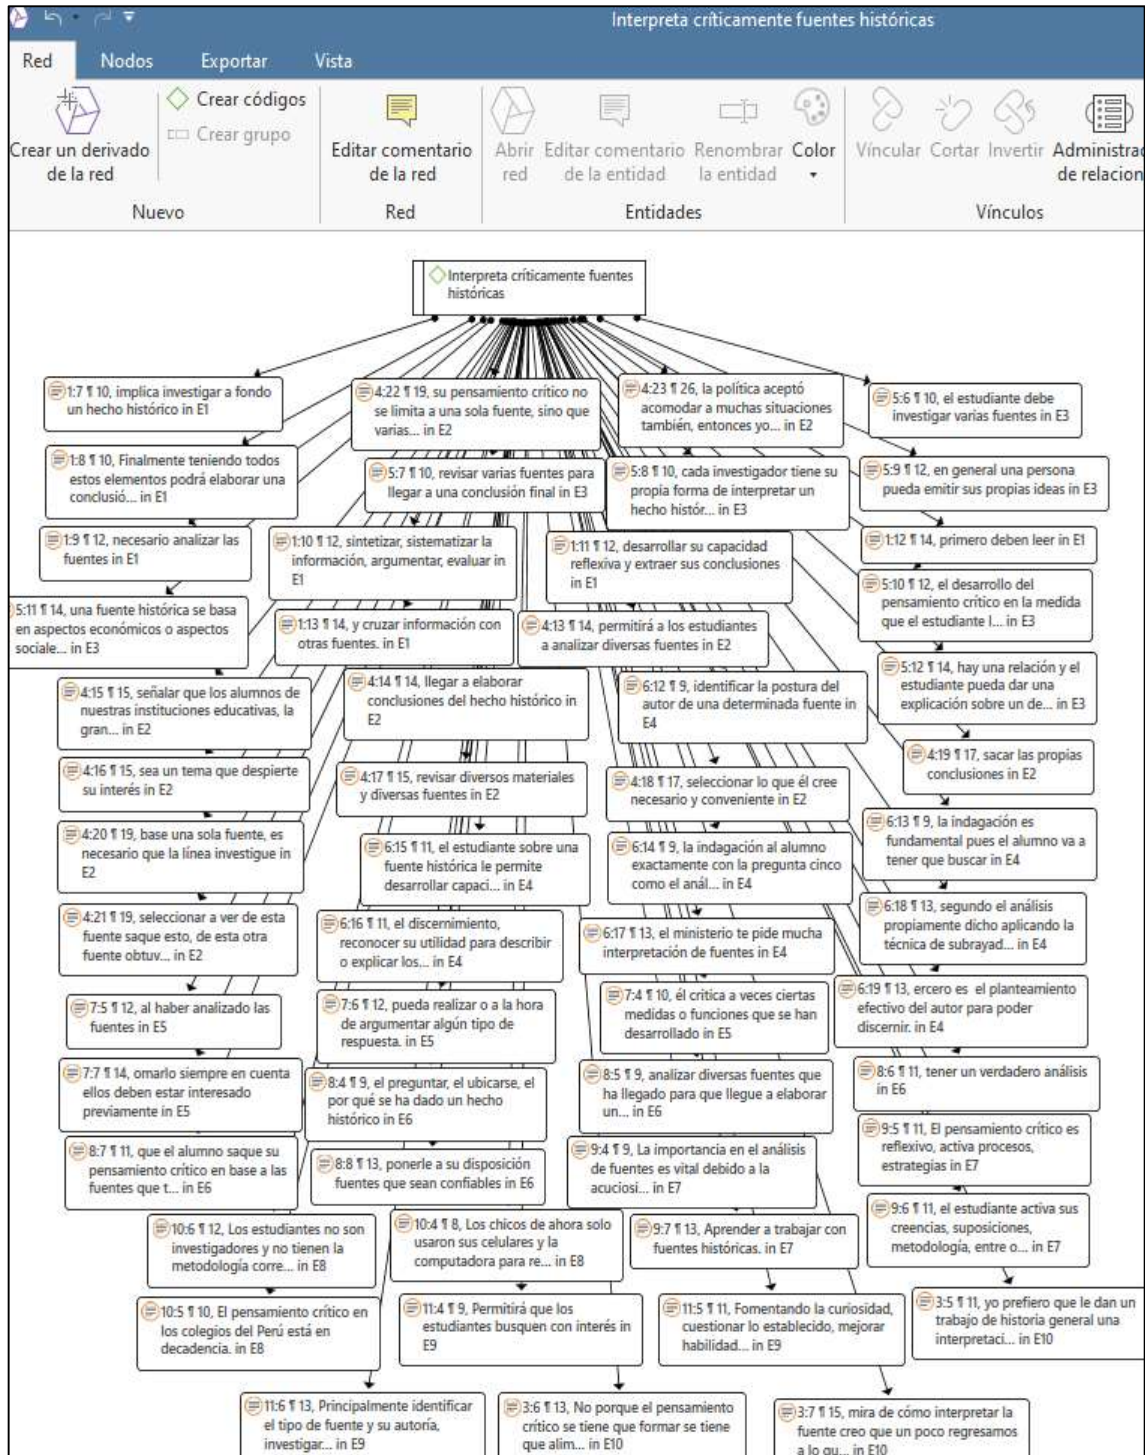 Interpreta críticamente fuentes históricas
Red Nodos Exportar Vista
Crear un derivado
de la red
Crear códigos
Crear grupo
Nuevo
Editar comentario
de la red
Red
Abrir
red
Editar comentario
de la entidad
Renombrar
la entidad
Color
Entidades
Víncular Cortar Invertir Administrac
de relacion
Vínculos
Interpreta críticamente fuentes
históricas
1:7 ¶ 10, implica investigar a fondo
un hecho histórico in E1
4:22 ¶ 19, su pensamiento crítico no
se limita a una sola fuente, sino que
varias... in E2
4:23 ¶ 26, la política aceptó
acomodar a muchas situaciones
también, entonces yo... in E2
5:6 ¶ 10, el estudiante debe
investigar varias fuentes in E3
1:8 ¶ 10, Finalmente teniendo todos
estos elementos podrá elaborar una
conclusió... in E1
5:7 ¶ 10, revisar varias fuentes para
llegar a una conclusión final in E3
5:8 ¶ 10, cada investigador tiene su
propia forma de interpretar un
hecho histór... in E3
5:9 ¶ 12, en general una persona
pueda emitir sus propias ideas in E3
1:9 ¶ 12, necesario analizar las
fuentes in E1
1:10 ¶ 12, sintetizar, sistematizar la
información, argumentar, evaluar in
E1
1:11 ¶ 12, desarrollar su capacidad
reflexiva y extraer sus conclusiones
in E1
1:12 ¶ 14, primero deben leer in E1
5:10 ¶ 12, el desarrollo del
pensamiento crítico en la medida
que el estudiante l... in E3
5:11 ¶ 14, una fuente histórica se basa
en aspectos económicos o aspectos
sociale... in E3
1:13 ¶ 14, y cruzar información con
otras fuentes. in E1
4:13 ¶ 14, permitirá a los estudiantes
a analizar diversas fuentes in E2
5:12 ¶ 14, hay una relación y el
estudiante pueda dar una
explicación sobre un de... in E3
4:15 ¶ 15, señalar que los alumnos de
nuestras instituciones educativas, la
gran... in E2
4:14 ¶ 14, llegar a elaborar
conclusiones del hecho histórico in
E2
6:12 ¶ 9, identificar la postura del
autor de una determinada fuente in
E4
4:19 ¶ 17, sacar las propias
conclusiones in E2
4:16 ¶ 15, sea un tema que despierte
su interés in E2
4:17 ¶ 15, revisar diversos materiales
y diversas fuentes in E2
4:18 ¶ 17, seleccionar lo que él cree
necesario y conveniente in E2
6:13 ¶ 9, la indagación es
fundamental pues el alumno va a
tener que buscar in E4
4:20 ¶ 19, base una sola fuente, es
necesario que la línea investigue in
E2
6:15 ¶ 11, el estudiante sobre una
fuente histórica le permite
desarrollar capaci... in E4
6:14 ¶ 9, la indagación al alumno
exactamente con la pregunta cinco
como el anál... in E4
6:18 ¶ 13, segundo el análisis
propiamente dicho aplicando la
técnica de subrayad... in E4
4:21 ¶ 19, seleccionar a ver de esta
fuente saque esto, de esta otra
fuente obtuv... in E2
6:16 ¶ 11, el discernimiento,
reconocer su utilidad para describir
o explicar los... in E4
6:17 ¶ 13, el ministerio te pide mucha
interpretación de fuentes in E4
6:19 ¶ 13, ercero es el planteamiento
efectivo del autor para poder
discernir. in E4
7:5 ¶ 12, al haber analizado las
fuentes in E5
7:6 ¶ 12, pueda realizar o a la hora
de argumentar algún tipo de
respuesta. in E5
7:4 ¶ 10, él critica a veces ciertas
medidas o funciones que se han
desarrollado in E5
8:6 ¶ 11, tener un verdadero análisis
in E6
7:7 ¶ 14, omarlo siempre en cuenta
ellos deben estar interesado
previamente in E5
8:4 ¶ 9, el preguntar, el ubicarse, el
por qué se ha dado un hecho
histórico in E6
8:5 ¶ 9, analizar diversas fuentes que
ha llegado para que llegue a elaborar
un... in E6
9:5 ¶ 11, El pensamiento crítico es
reflexivo, activa procesos,
estrategias in E7
8:7 ¶ 11, que el alumno saque su
pensamiento crítico en base a las
fuentes que t... in E6
8:8 ¶ 13, ponerle a su disposición
fuentes que sean confiables in E6
9:4 ¶ 9, La importancia en el análisis
de fuentes es vital debido a la
acuciosi... in E7
9:6 ¶ 11, el estudiante activa sus
creencias, suposiciones,
metodología, entre o... in E7
10:6 ¶ 12, Los estudiantes no son
investigadores y no tienen la
metodología corre... in E8
10:4 ¶ 8, Los chicos de ahora solo
usaron sus celulares y la
computadora para re... in E8
9:7 ¶ 13, Aprender a trabajar con
fuentes históricas. in E7
10:5 ¶ 10, El pensamiento crítico en
los colegios del Perú está en
decadencia. in E8
11:4 ¶ 9, Permitirá que los
estudiantes busquen con interés in
E9
11:5 ¶ 11, Fomentando la curiosidad,
cuestionar lo establecido, mejorar
habilidad... in E9
3:5 ¶ 11, yo prefiero que le dan un
trabajo de historia general una
interpretaci... in E10
11:6 ¶ 13, Principalmente identificar
el tipo de fuente y su autoría,
investigar... in E9
3:6 ¶ 13, No porque el pensamiento
crítico se tiene que formar se tiene
que alim... in E10
3:7 ¶ 15, mira de cómo interpretar la
fuente creo que un poco regresamos
a lo qu... in E10